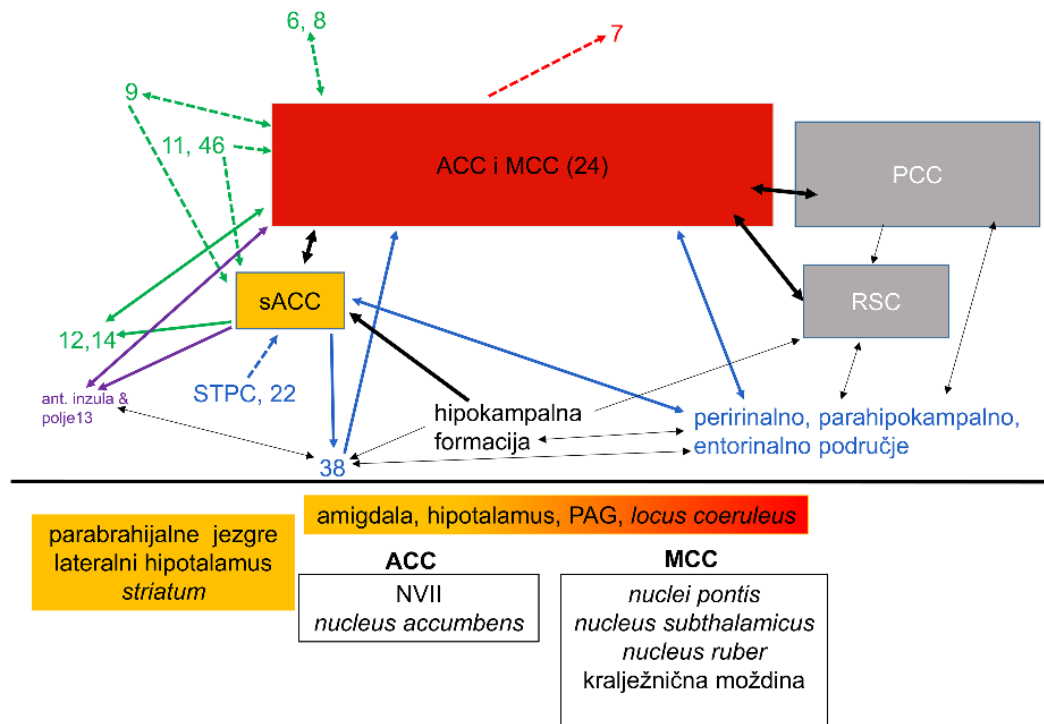 6, 8
7
9
11, 46
ACC i MCC (24)
PCC
sACC
RSC
12,14
ant. inzula &
polje13
STPC, 22
hipokampalna
formacija
peririnalno, parahipokampalno,
entorinalno područje
38
amigdala, hipotalamus, PAG, locus coeruleus
parabrahijalne jezgre
lateralni hipotalamus
striatum
ACC
NVII
nucleus accumbens
MCC
nuclei pontis
nucleus subthalamicus
nucleus ruber
kralježnična moždina